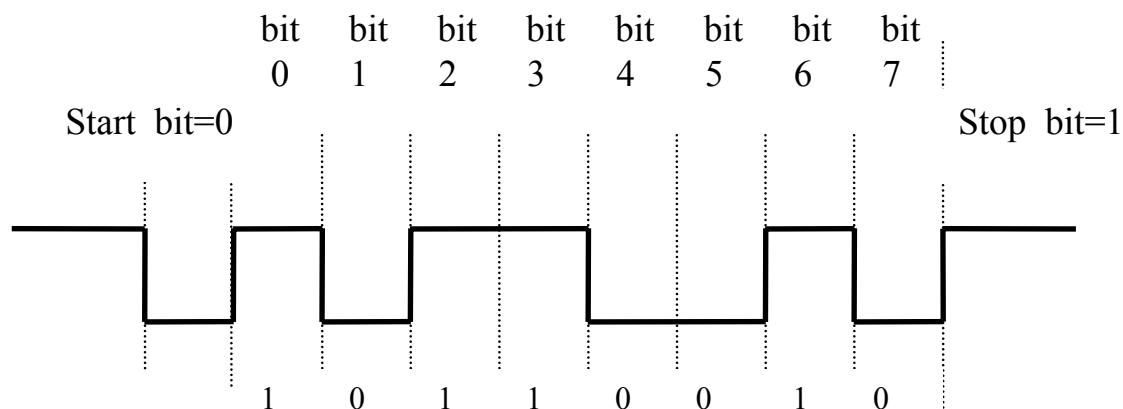 bit bit bit bit bit bit bit bit
0 1 2 3 4 5 6 7
Start bit=0 Stop bit=1
1 0 1 1 0 0 1 0